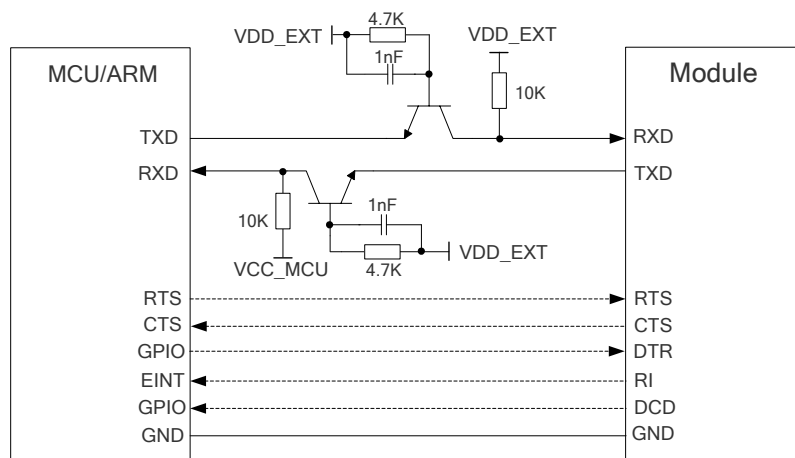 4.7K
VDD_EXT
VDD_EXT
1nF
MCU/ARM
Module
10K
TXD
RXD
RXD
TXD
1nF
10K
VDD_EXT
4.7K
VCC_MCU
RTS
RTS
CTS
CTS
GPIO
DTR
EINT
RI
GPIO
DCD
GND
GND